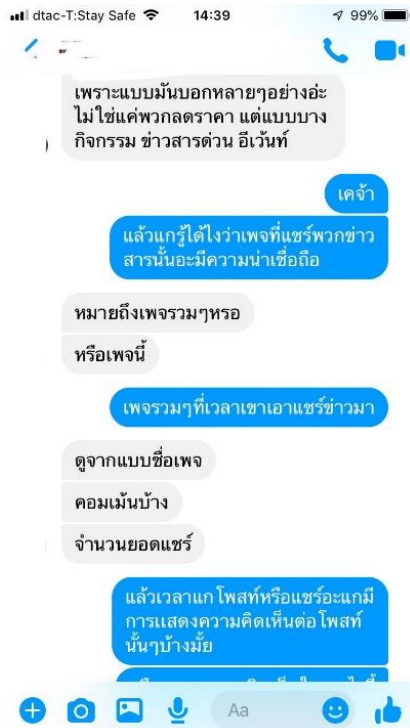 dtac-T:Stay Safe 14:39 99%
เพราะแบบมันบอกหลายๆอย่างอ่ะ
ไม่ใช่แค่พวกลดราคา แต่แบบบาง
กิจกรรม ข่าวสารด่วน อีเว้นท์
เคจ้า
แล้วแกรู้ได้ไงว่าเพจที่แชร์พวกข่าว
สารนั้นอะมีความน่าเชื่อถือ
หมายถึงเพจรวมๆหรอ
หรือเพจนี้
เพจรวมๆที่เวลาเขาเอาแชร์ข่าวมา
ดูจากแบบชื่อเพจ
คอมเม้นบ้าง
จำนวนยอดแชร์
แล้วเวลาแกโพสท์หรือแชร์อะแกมี
การแสดงความคิดเห็นต่อโพสท์
นั้นๆบ้างมั้ย
Aa